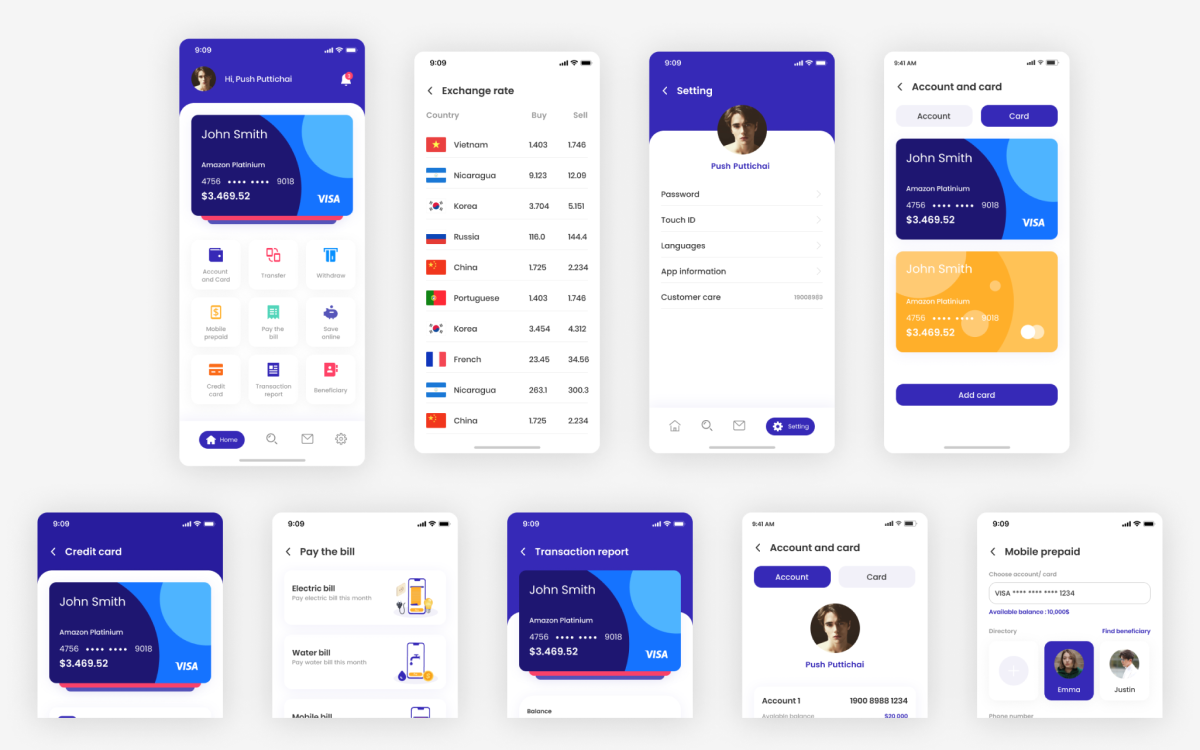 9:09
Hi, Push Puttichai
John Smith
Amazon Platinium
4756 •••• •••• 9018
$3.469.52
VISA
Account and Card
Transfer
Withdraw
Mobile prepaid
Pay the bill
Save online
Credit card
Transaction report
Beneficiary
Home
9:09
Exchange rate
Country Buy Sell
Vietnam 1.403 1.746
Nicaragua 9.123 12.09
Korea 3.704 5.151
Russia 116.0 144.4
China 1.725 2.234
Portuguese 1.403 1.746
Korea 3.454 4.312
French 23.45 34.56
Nicaragua 263.1 300.3
China 1.725 2.234
9:09
Setting
Push Puttichai
Password
Touch ID
Languages
App information
Customer care 19008989
Setting
9:41 AM
Account and card
Account Card
John Smith
Amazon Platinium
4756 •••• •••• 9018
$3.469.52
VISA
John Smith
Amazon Platinium
4756 •••• •••• 9018
$3.469.52
Add card
9:09
Credit card
John Smith
Amazon Platinium
4756 •••• •••• 9018
$3.469.52
VISA
9:09
Pay the bill
Electric bill
Pay electric bill this month
Water bill
Pay water bill this month
Mobile bill
9:09
Transaction report
John Smith
Amazon Platinium
4756 •••• •••• 9018
$3.469.52
VISA
Balance
9:41 AM
Account and card
Account Card
Push Puttichai
Account 1 1900 8988 1234
Available balance $20,000
9:09
Mobile prepaid
Choose account/ card
VISA **** **** **** 1234
Available balance :10,000$
Directory Find beneficiary
Emma
Justin
Phone number